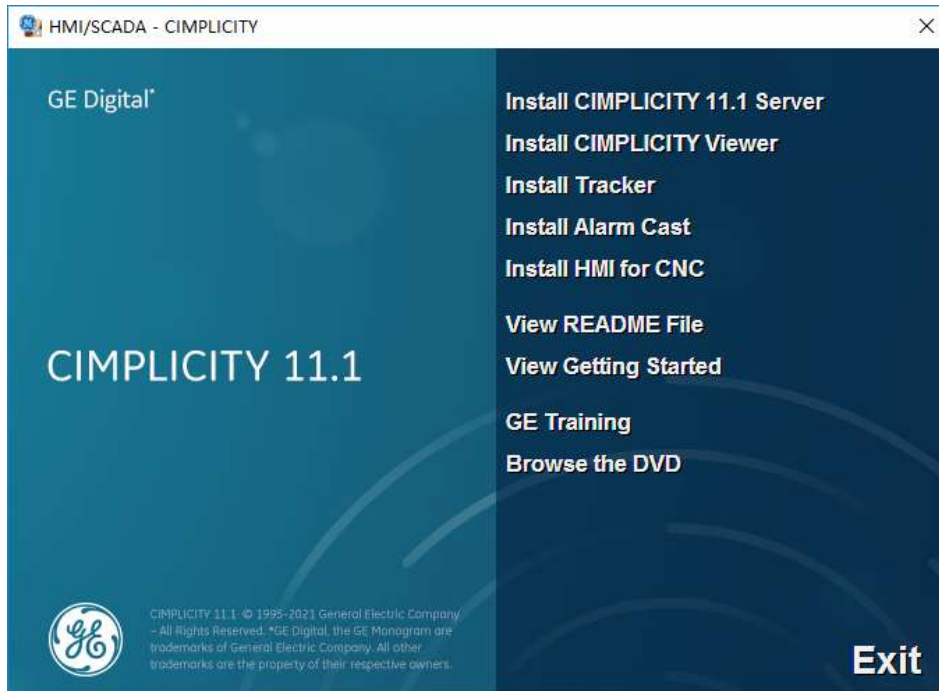 HMI/SCADA - CIMPLICITY
GE Digital*
Install CIMPLICITY 11.1 Server
Install CIMPLICITY Viewer
Install Tracker
Install Alarm Cast
Install HMI for CNC
View README File
View Getting Started
GE Training
Browse the DVD
CIMPLICITY 11.1
GE
CIMPLICITY 11.1 © 1995-2021 General Electric Company
– All Rights Reserved. *GE Digital, the GE Monogram are
trademarks of General Electric Company. All other
trademarks are the property of their respective owners.
Exit